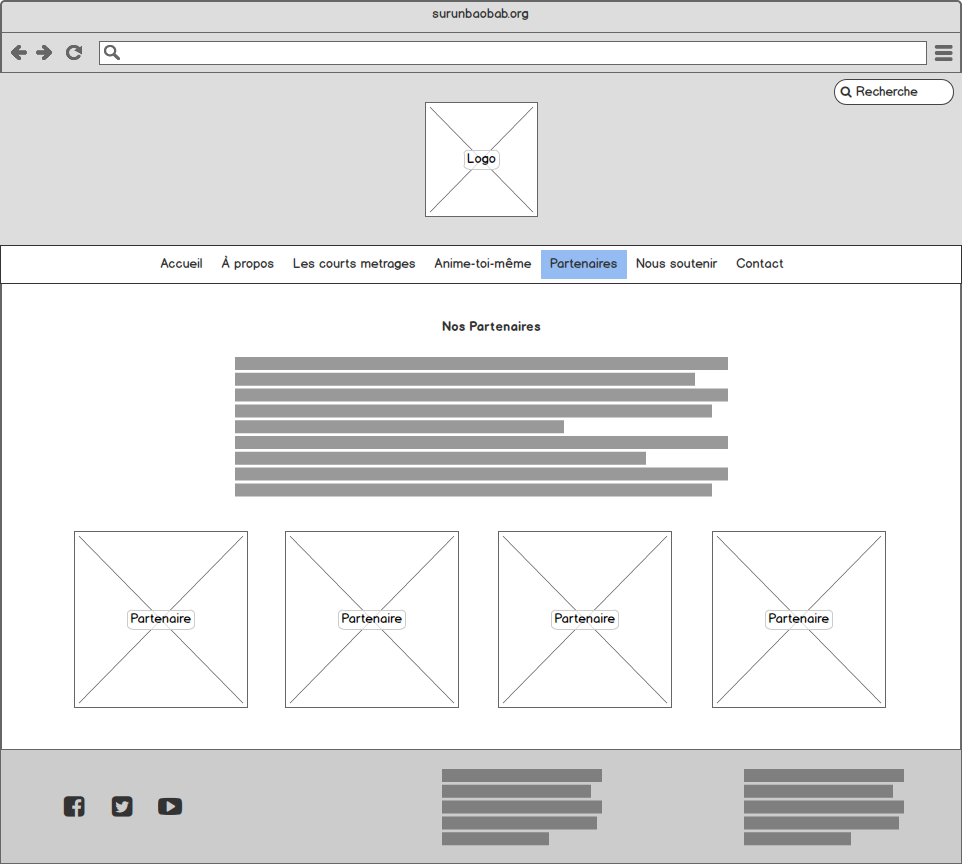 surunbaobab.org
Recherche
Logo
Accueil À propos Les courts metrages Anime-toi-même Partenaires Nous soutenir Contact
Nos Partenaires
Partenaire Partenaire Partenaire Partenaire